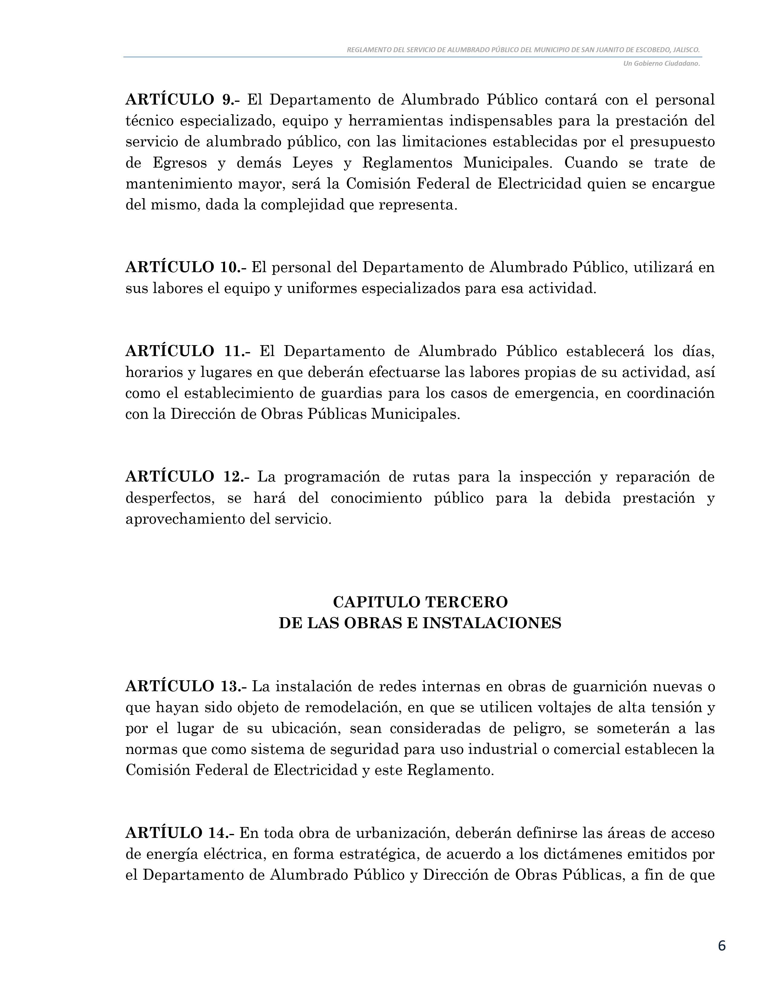 REGLAMENTO DEL SERVICIO DE ALUMBRADO PÚBLICO DEL MUNICIPIO DE SAN JUANITO DE ESCOBEDO, JALISCO.
Un Gobierno Ciudadano.
ARTÍCULO 9.- El Departamento de Alumbrado Público contará con el personal
técnico especializado, equipo y herramientas indispensables para la prestación del
servicio de alumbrado público, con las limitaciones establecidas por el presupuesto
de Egresos y demás Leyes y Reglamentos Municipales. Cuando se trate de
mantenimiento mayor, será la Comisión Federal de Electricidad quien se encargue
del mismo, dada la complejidad que representa.
ARTÍCULO 10.- El personal del Departamento de Alumbrado Público, utilizará en
sus labores el equipo y uniformes especializados para esa actividad.
ARTÍCULO 11.- El Departamento de Alumbrado Público establecerá los días,
horarios y lugares en que deberán efectuarse las labores propias de su actividad, así
como el establecimiento de guardias para los casos de emergencia, en coordinación
con la Dirección de Obras Públicas Municipales.
ARTÍCULO 12.- La programación de rutas para la inspección y reparación de
desperfectos, se hará del conocimiento público para la debida prestación y
aprovechamiento del servicio.
CAPITULO TERCERO
DE LAS OBRAS E INSTALACIONES
ARTÍCULO 13.- La instalación de redes internas en obras de guarnición nuevas o
que hayan sido objeto de remodelación, en que se utilicen voltajes de alta tensión y
por el lugar de su ubicación, sean consideradas de peligro, se someterán a las
normas que como sistema de seguridad para uso industrial o comercial establecen la
Comisión Federal de Electricidad y este Reglamento.
ARTÍULO 14.- En toda obra de urbanización, deberán definirse las áreas de acceso
de energía eléctrica, en forma estratégica, de acuerdo a los dictámenes emitidos por
el Departamento de Alumbrado Público y Dirección de Obras Públicas, a fin de que
6